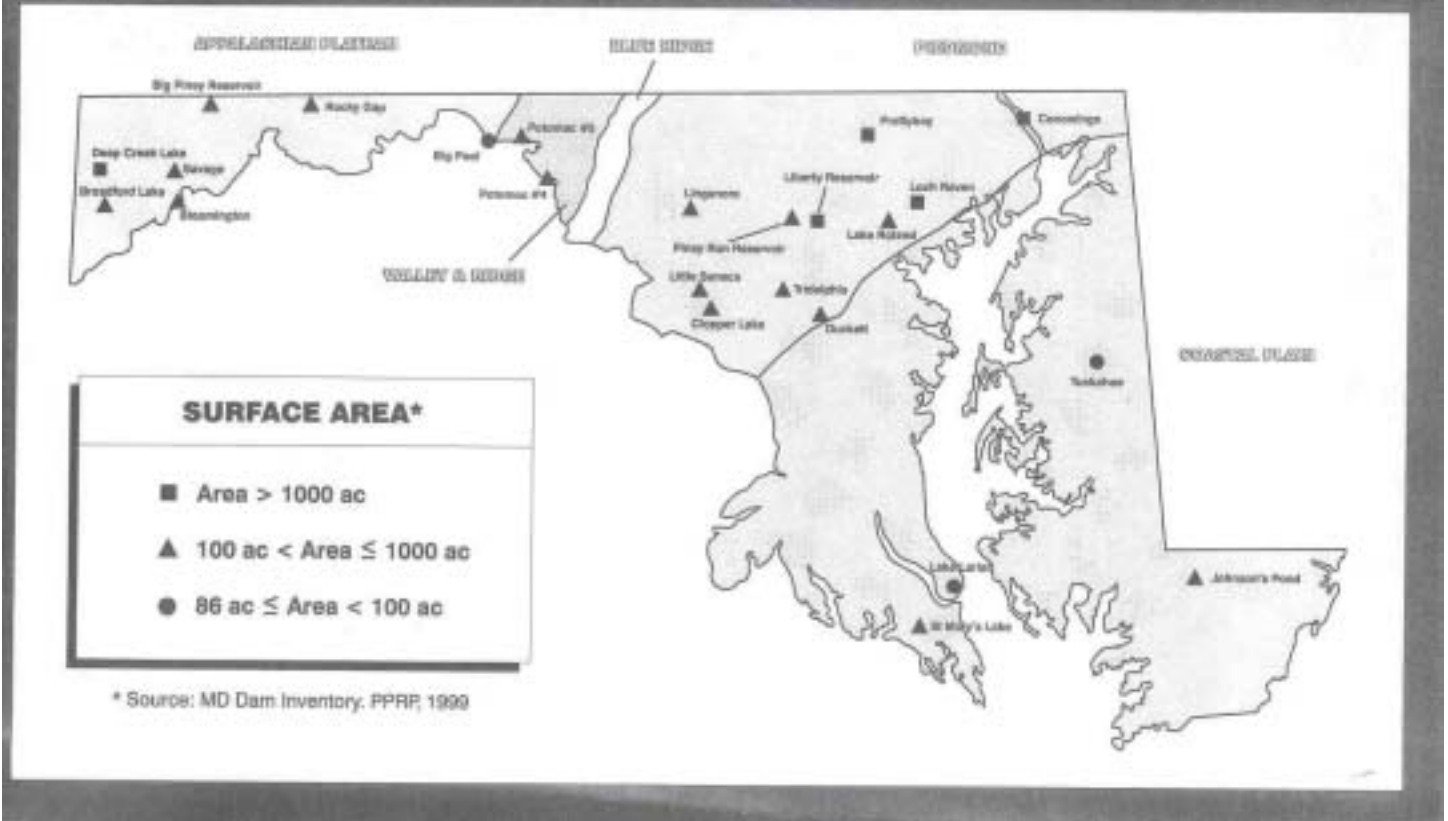 APPALACHIAN PLATEAU
BLUE RIDGE
PIEDMONT
Big Piney Reservoir
Rocky Gap
Potomac #5
Prettyboy
Conowingo
Big Pool
Deep Creek Lake
Savage
Liberty Reservoir
Broadford Lake
Potomac #4
Linganore
Loch Raven
Bloomington
Lake Roland
Piney Run Reservoir
VALLEY & RIDGE
Little Seneca
Tridelphia
Clopper Lake
Duckett
COASTAL PLAIN
Tuckahoe
SURFACE AREA*
Area > 1000 ac
100 ac < Area ≤ 1000 ac
86 ac ≤ Area < 100 ac
Lake Lariat
Johnson's Pond
St Mary's Lake
* Source: MD Dam Inventory. PPRP, 1999